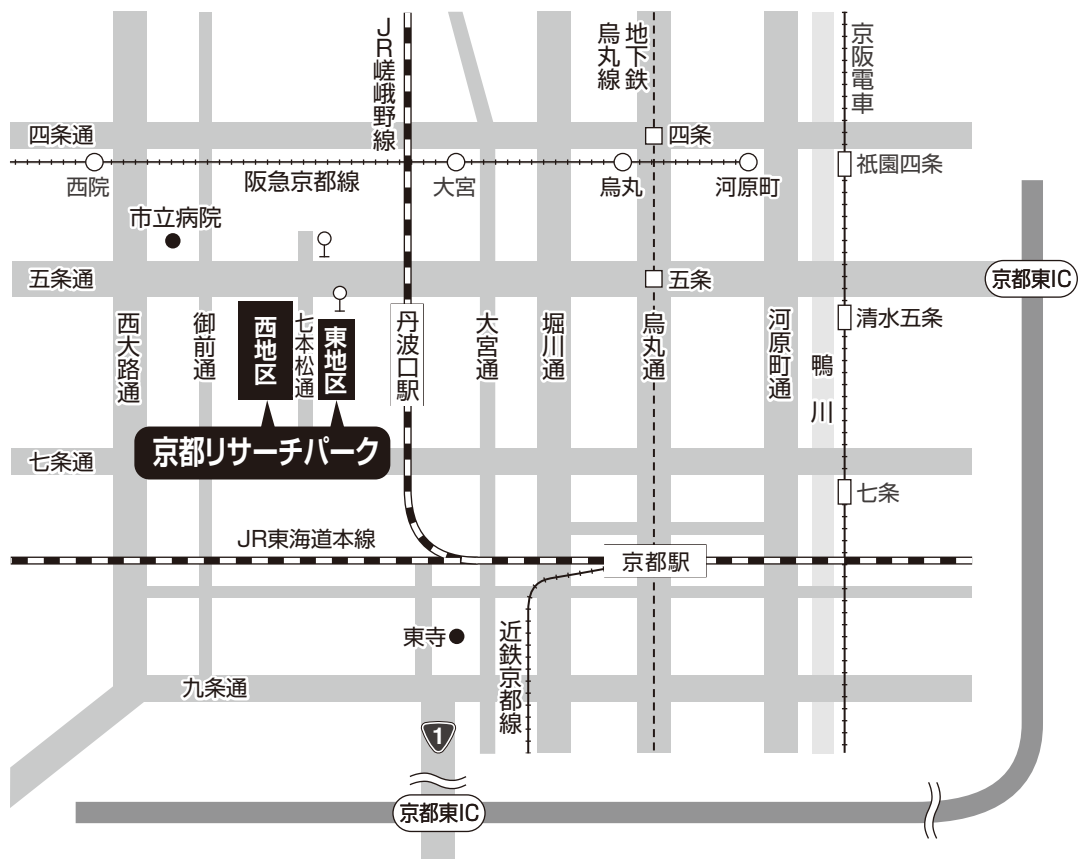 JR嵯峨野線
地下鉄
烏丸線
京阪電車
四条通
四条
西院
阪急京都線
大宮
烏丸
河原町
祇園四条
市立病院
五条通
五条
京都東IC
西大路通
御前通
西地区
七本松通
東地区
丹波口駅
大宮通
堀川通
烏丸通
河原町通
鴨川
清水五条
京都リサーチパーク
七条通
七条
JR東海道本線
京都駅
東寺
近鉄京都線
九条通
1
京都東IC